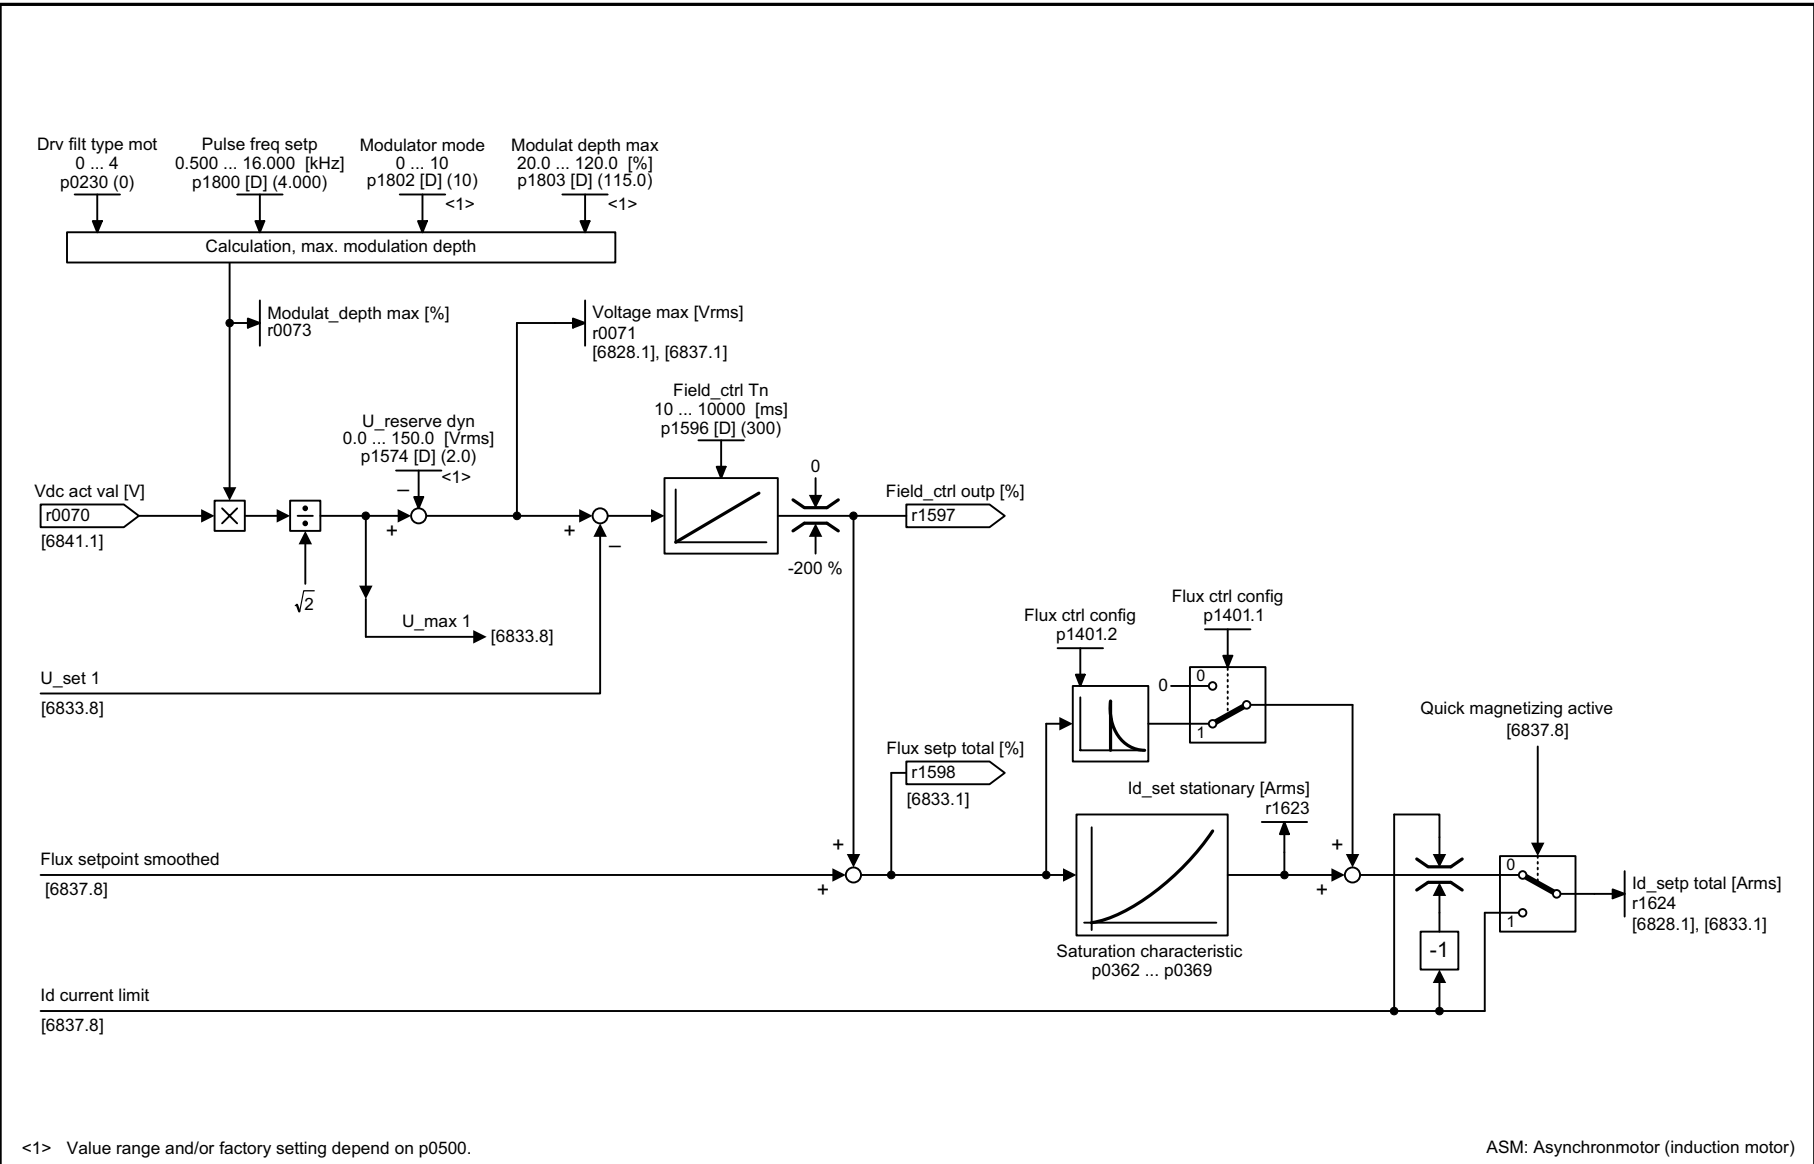 Drv filt type mot
0 ... 4
p0230 (0)
Pulse freq setp
0.500 ... 16.000 [kHz]
p1800 [D] (4.000)
Modulator mode
0 ... 10
p1802 [D] (10)
<1>
Modulat depth max
20.0 ... 120.0 [%]
p1803 [D] (115.0)
<1>
Calculation, max. modulation depth
Modulat_depth max [%]
r0073
Voltage max [Vrms]
r0071
[6828.1], [6837.1]
Field_ctrl Tn
10 ... 10000 [ms]
p1596 [D] (300)
U_reserve dyn
0.0 ... 150.0 [Vrms]
p1574 [D] (2.0)
<1>
–
Vdc act val [V]
r0070
[6841.1]
×
÷
√2
+
+
–
0
-200 %
Field_ctrl outp [%]
r1597
U_max 1
[6833.8]
U_set 1
[6833.8]
Flux ctrl config
p1401.2
Flux ctrl config
p1401.1
0
0
1
Quick magnetizing active
[6837.8]
Flux setp total [%]
r1598
[6833.1]
Id_set stationary [Arms]
r1623
Flux setpoint smoothed
[6837.8]
+
+
+
+
Saturation characteristic
p0362 ... p0369
-1
0
1
Id_setp total [Arms]
r1624
[6828.1], [6833.1]
Id current limit
[6837.8]
<1> Value range and/or factory setting depend on p0500.
ASM: Asynchronmotor (induction motor)